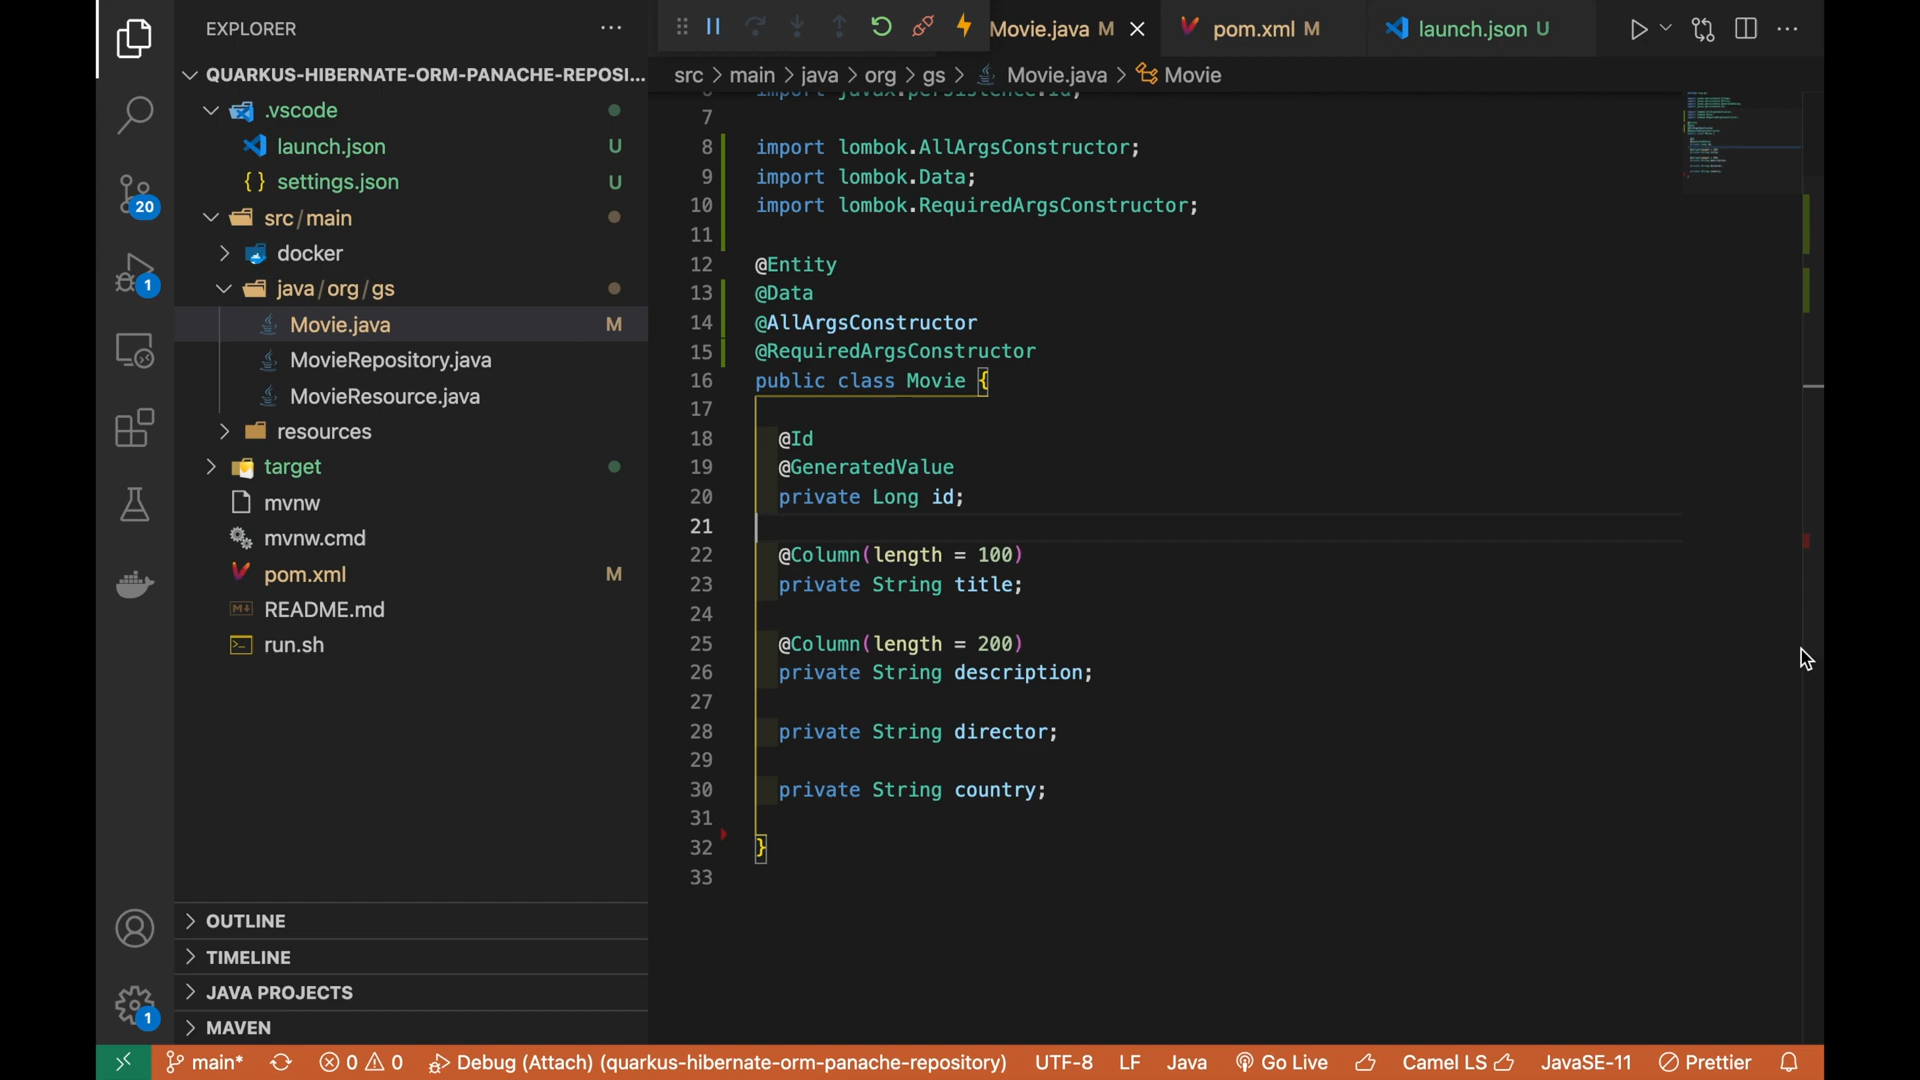 EXPLORER
QUARKUS-HIBERNATE-ORM-PANACHE-REPOSI...
.vscode
launch.json U
{ } settings.json U
src/main
docker
java/org/gs
Movie.java M
MovieRepository.java
MovieResource.java
resources
target
mvnw
mvnw.cmd
pom.xml M
README.md
run.sh
OUTLINE
TIMELINE
JAVA PROJECTS
MAVEN
20
1
1
Movie.java M
pom.xml M
launch.json U
src > main > java > org > gs > Movie.java > Movie
import javax.persistence.Id;
7
8 import lombok.AllArgsConstructor;
9 import lombok.Data;
10 import lombok.RequiredArgsConstructor;
11
12 @Entity
13 @Data
14 @AllArgsConstructor
15 @RequiredArgsConstructor
16 public class Movie {
17
18 @Id
19 @GeneratedValue
20 private Long id;
21
22 @Column(length = 100)
23 private String title;
24
25 @Column(length = 200)
26 private String description;
27
28 private String director;
29
30 private String country;
31
32 }
33
main* 0 0 Debug (Attach) (quarkus-hibernate-orm-panache-repository) UTF-8 LF Java Go Live Camel LS JavaSE-11 Prettier